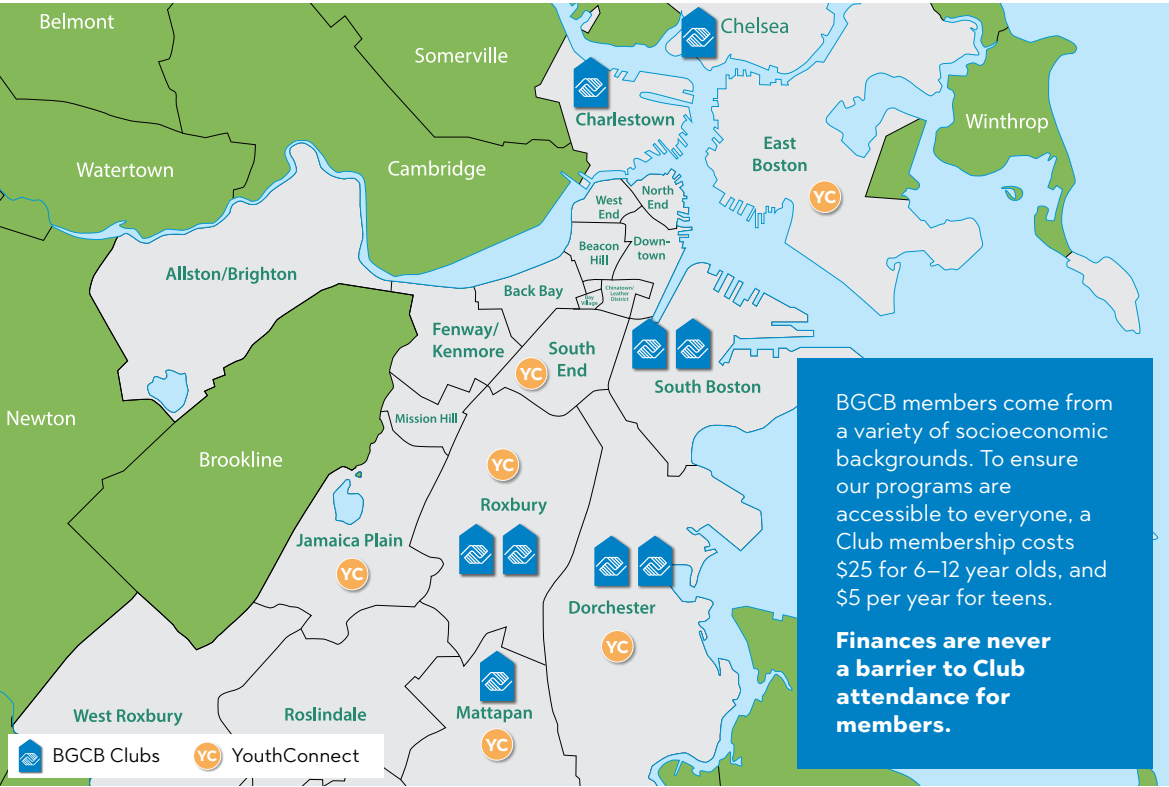 Belmont
Somerville
Chelsea
Charlestown
Winthrop
East
Boston
YC
Watertown
Cambridge
West
End
North
End
Beacon
Hill
Down-
town
Allston/Brighton
Back Bay
Bay
Village
Chinatown/
Leather
District
Fenway/
Kenmore
South
End
YC
South Boston
Mission Hill
Newton
Brookline
YC
Roxbury
Jamaica Plain
YC
Dorchester
YC
West Roxbury
Roslindale
Mattapan
YC
BGCB Clubs
YC YouthConnect
BGCB members come from
a variety of socioeconomic
backgrounds. To ensure
our programs are
accessible to everyone, a
Club membership costs
$25 for 6–12 year olds, and
$5 per year for teens.
Finances are never
a barrier to Club
attendance for
members.